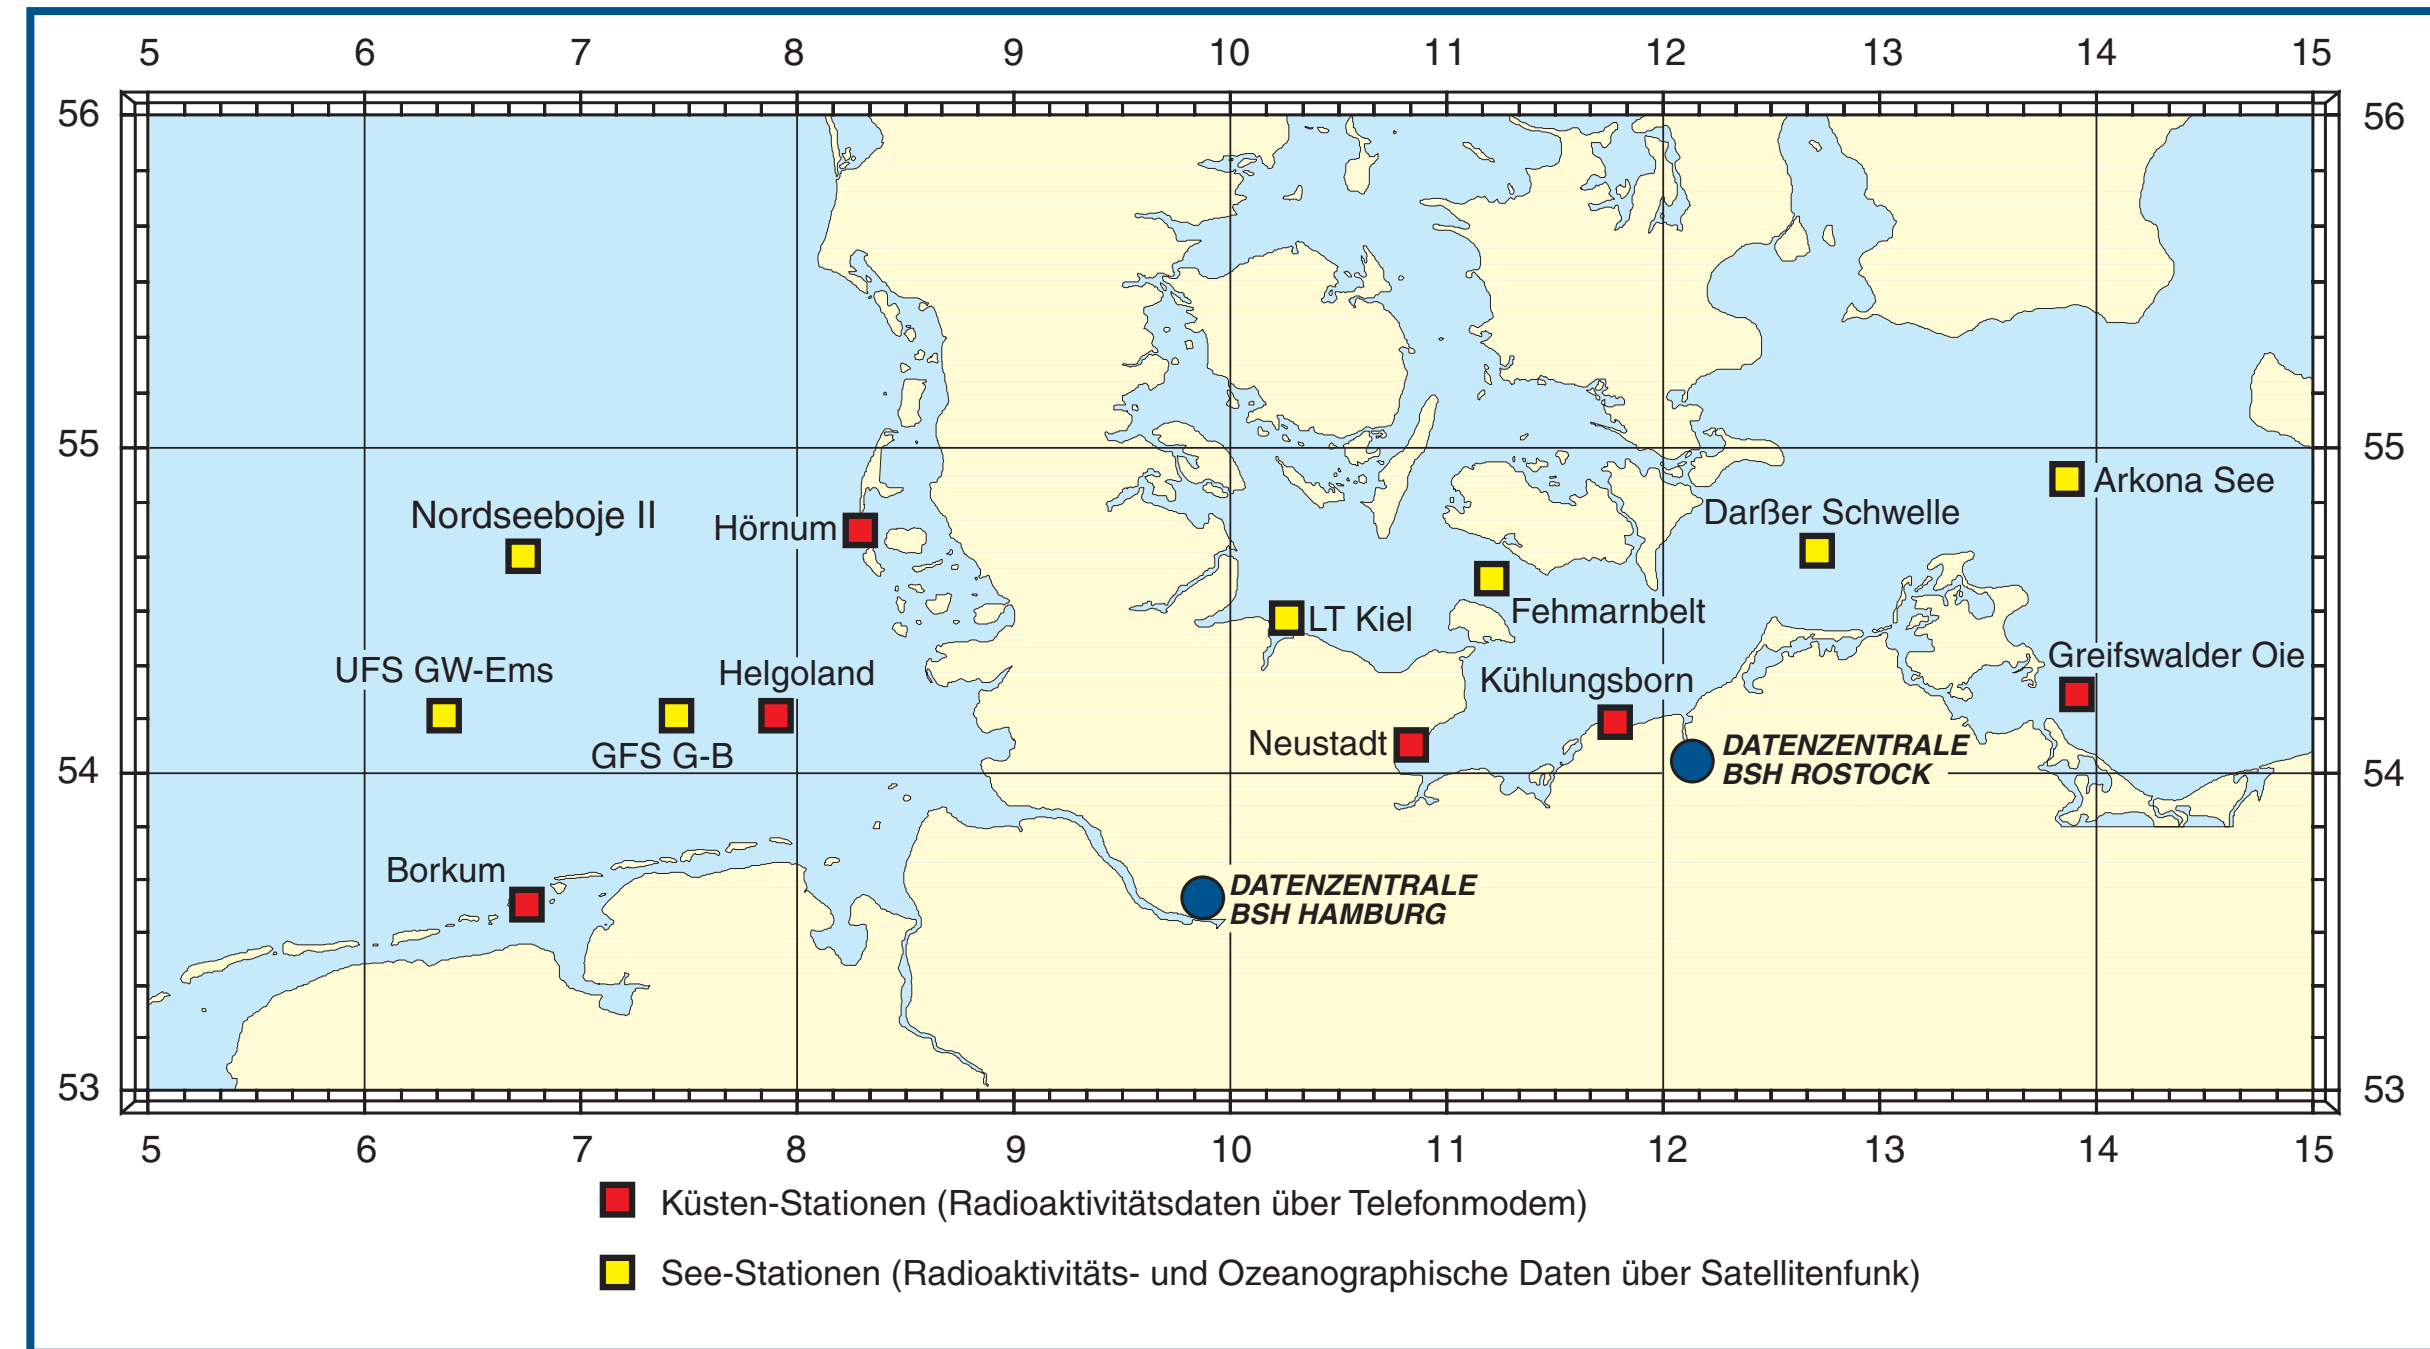 5 6 7 8 9 10 11 12 13 14 15
56 56
55 55
Arkona See
Nordseeboje II
Hörnum
Darßer Schwelle
LT Kiel
Fehmarnbelt
UFS GW-Ems
Helgoland
Kühlungsborn
Greifswalder Oie
GFS G-B
Neustadt
DATENZENTRALE
BSH ROSTOCK
54 54
Borkum
DATENZENTRALE
BSH HAMBURG
53 53
5 6 7 8 9 10 11 12 13 14 15
Küsten-Stationen (Radioaktivitätsdaten über Telefonmodem)
See-Stationen (Radioaktivitäts- und Ozeanographische Daten über Satellitenfunk)